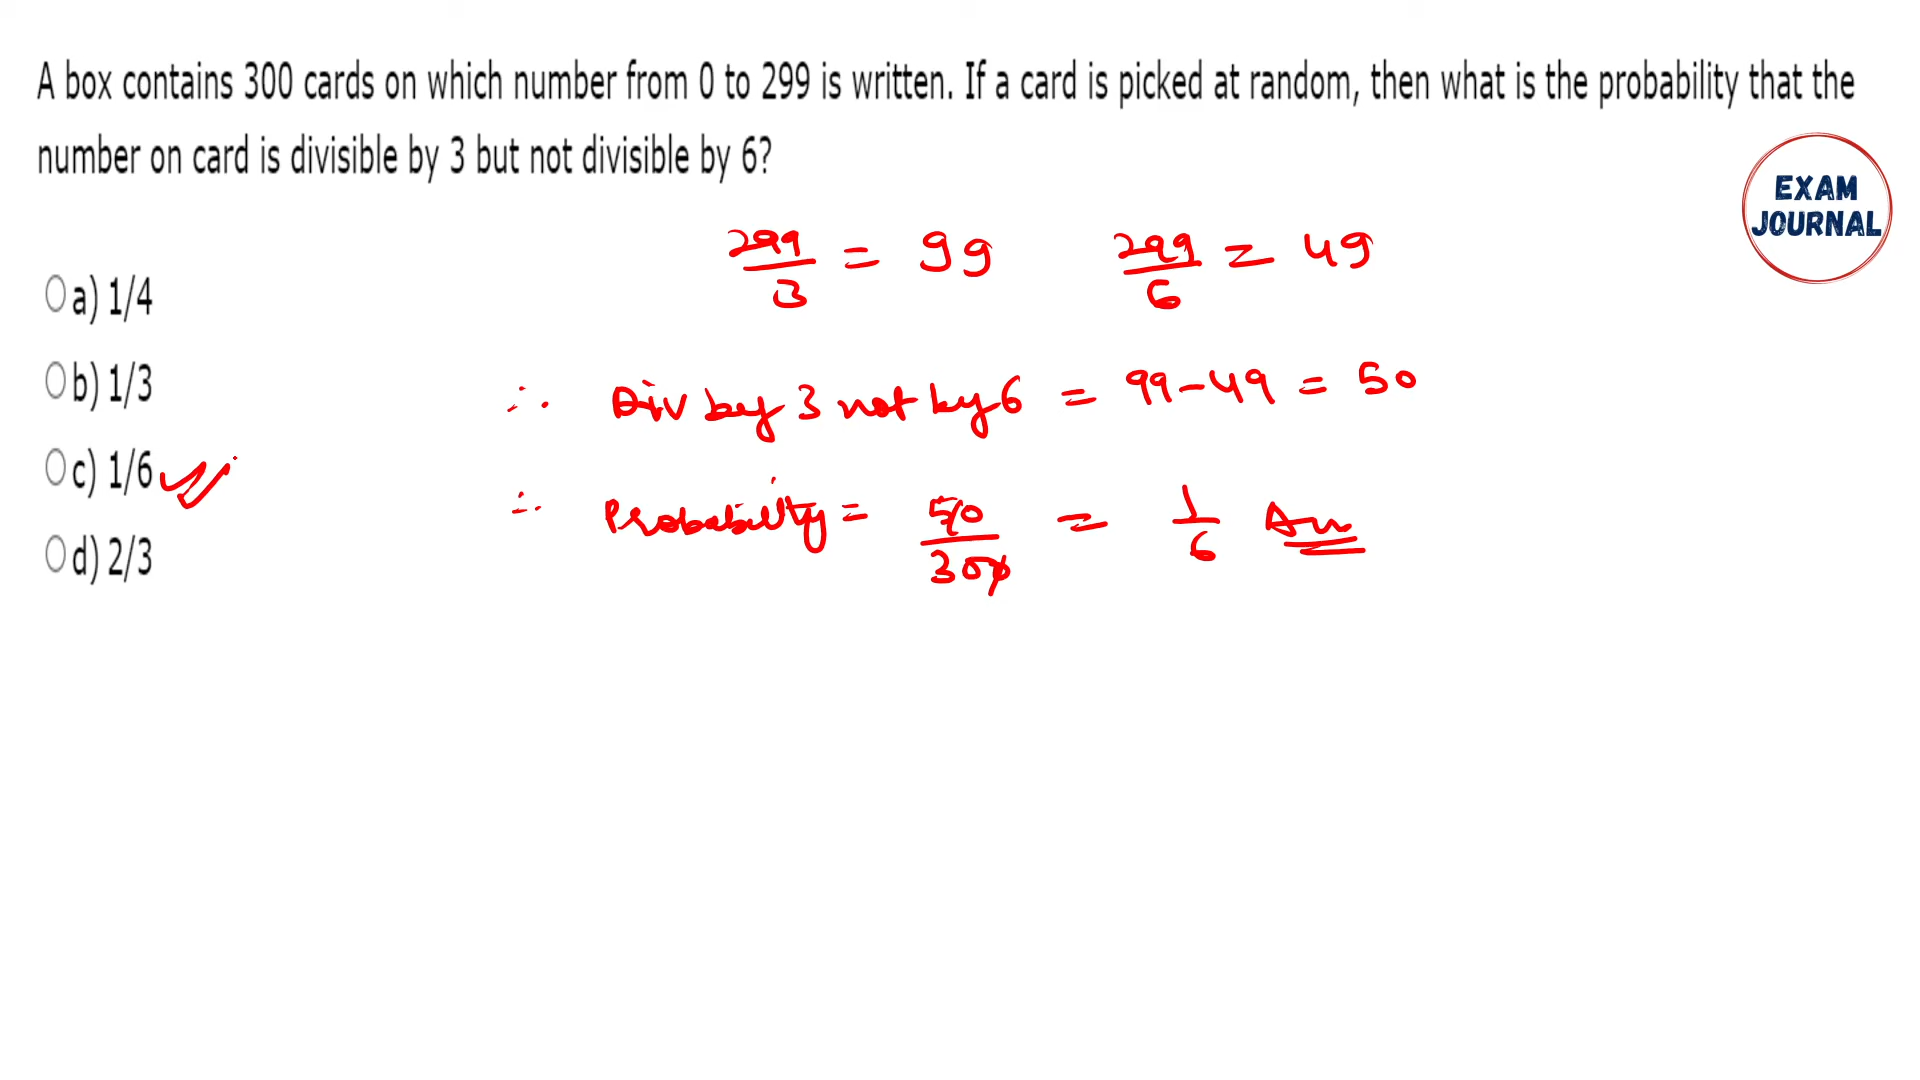 A box contains 300 cards on which number from 0 to 299 is written. If a card is picked at random, then what is the probability that the
number on card is divisible by 3 but not divisible by 6?
EXAM
JOURNAL
299/3 = 99 299/6 = 49
a) 1/4
b) 1/3
∴ Div by 3 not by 6 = 99-49 = 50
c) 1/6
∴ Probability = 50/300 = 1/6 Ans
d) 2/3